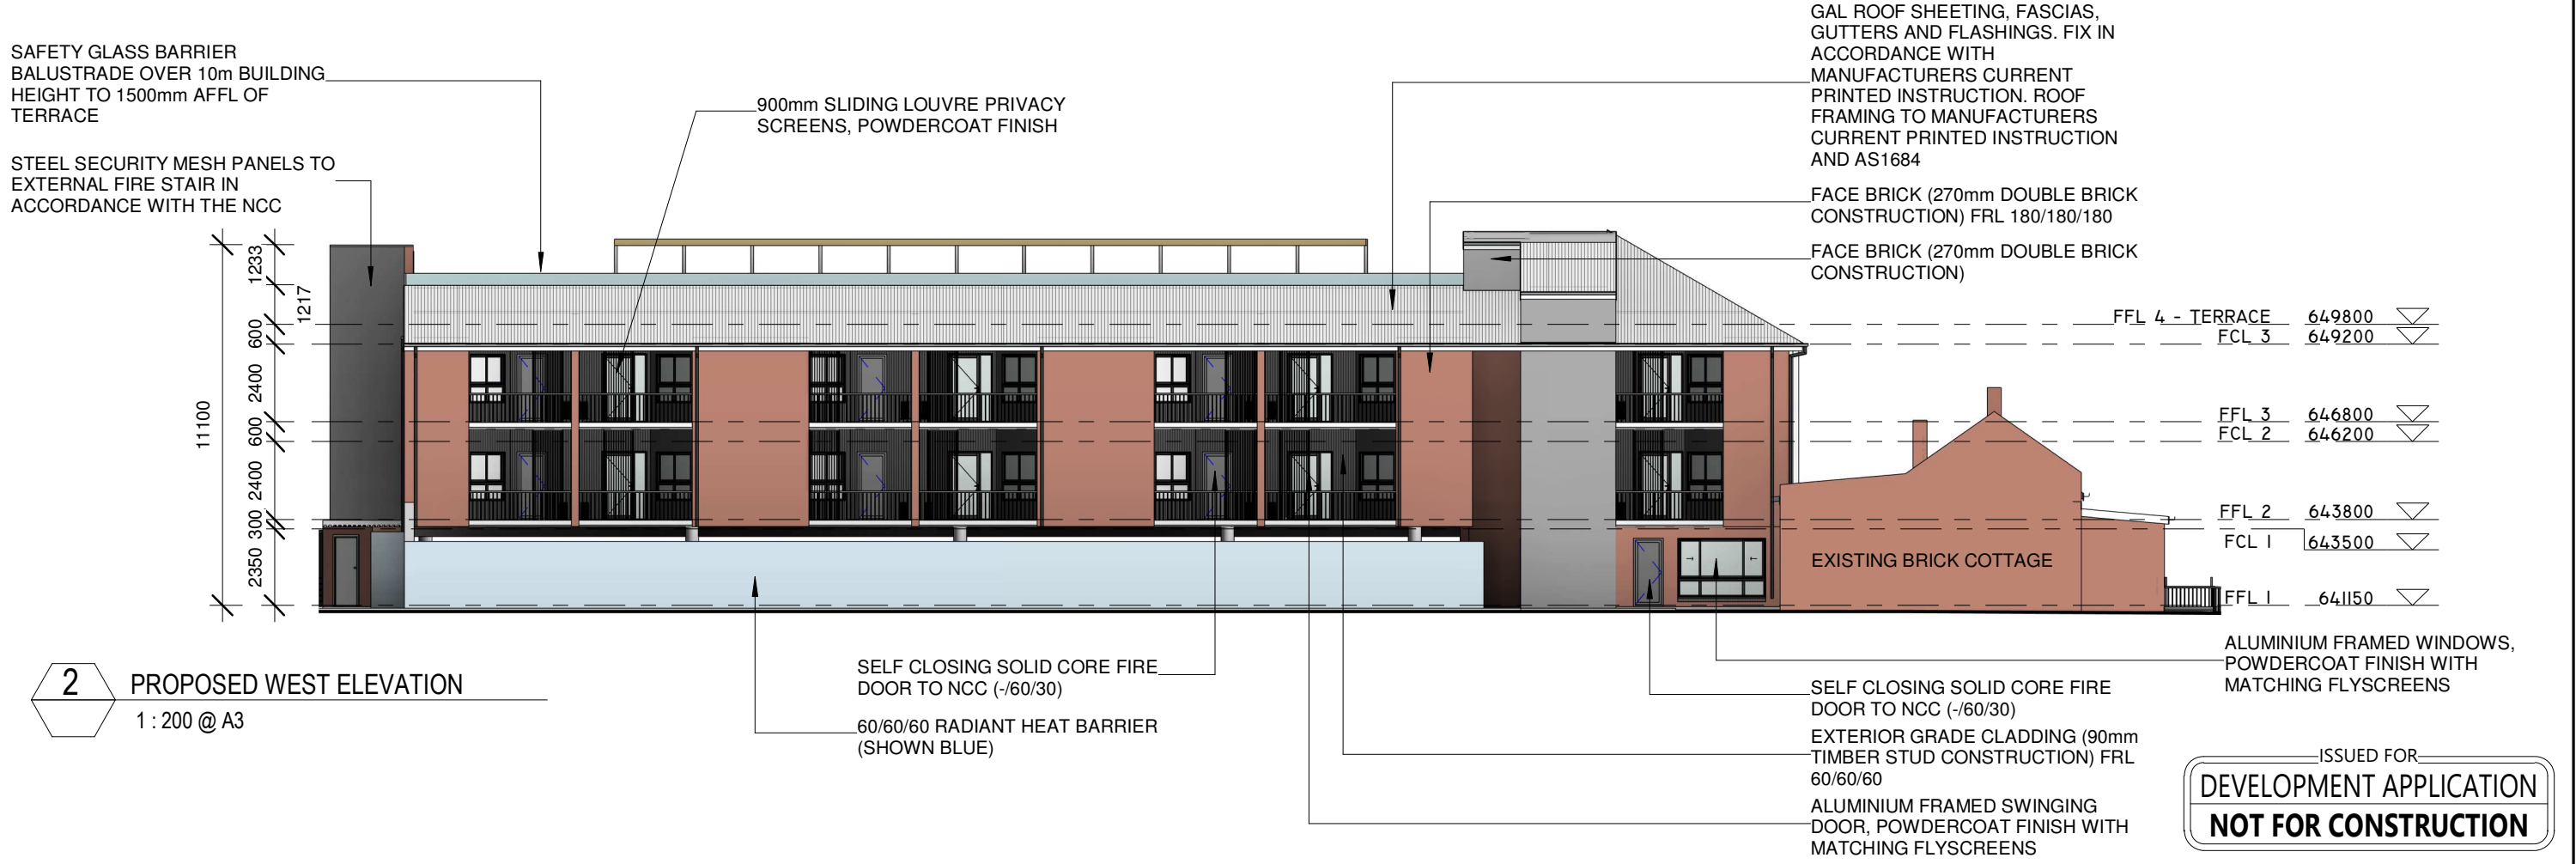 SAFETY GLASS BARRIER
BALUSTRADE OVER 10m BUILDING
HEIGHT TO 1500mm AFFL OF
TERRACE
STEEL SECURITY MESH PANELS TO
EXTERNAL FIRE STAIR IN
ACCORDANCE WITH THE NCC
900mm SLIDING LOUVRE PRIVACY
SCREENS, POWDERCOAT FINISH
GAL ROOF SHEETING, FASCIAS,
GUTTERS AND FLASHINGS. FIX IN
ACCORDANCE WITH
MANUFACTURERS CURRENT
PRINTED INSTRUCTION. ROOF
FRAMING TO MANUFACTURERS
CURRENT PRINTED INSTRUCTION
AND AS1684
FACE BRICK (270mm DOUBLE BRICK
CONSTRUCTION) FRL 180/180/180
FACE BRICK (270mm DOUBLE BRICK
CONSTRUCTION)
11100
1233
1217
600
2400
600
2400
300
2350
FFL 4 - TERRACE 649800
FCL 3 649200
FFL 3 646800
FCL 2 646200
FFL 2 643800
FCL 1 643500
FFL 1 641150
EXISTING BRICK COTTAGE
2
PROPOSED WEST ELEVATION
1 : 200 @ A3
SELF CLOSING SOLID CORE FIRE
DOOR TO NCC (-/60/30)
60/60/60 RADIANT HEAT BARRIER
(SHOWN BLUE)
ALUMINIUM FRAMED WINDOWS,
POWDERCOAT FINISH WITH
MATCHING FLYSCREENS
SELF CLOSING SOLID CORE FIRE
DOOR TO NCC (-/60/30)
EXTERIOR GRADE CLADDING (90mm
TIMBER STUD CONSTRUCTION) FRL
60/60/60
ALUMINIUM FRAMED SWINGING
DOOR, POWDERCOAT FINISH WITH
MATCHING FLYSCREENS
ISSUED FOR
DEVELOPMENT APPLICATION
NOT FOR CONSTRUCTION